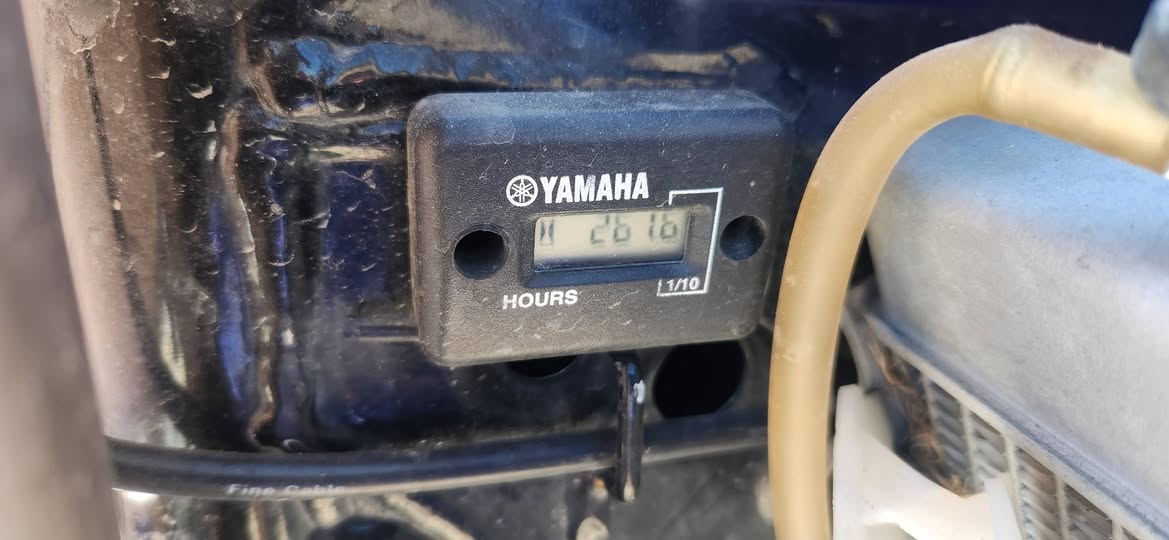 YAMAHA
2616
HOURS
1/10
Fine Cable